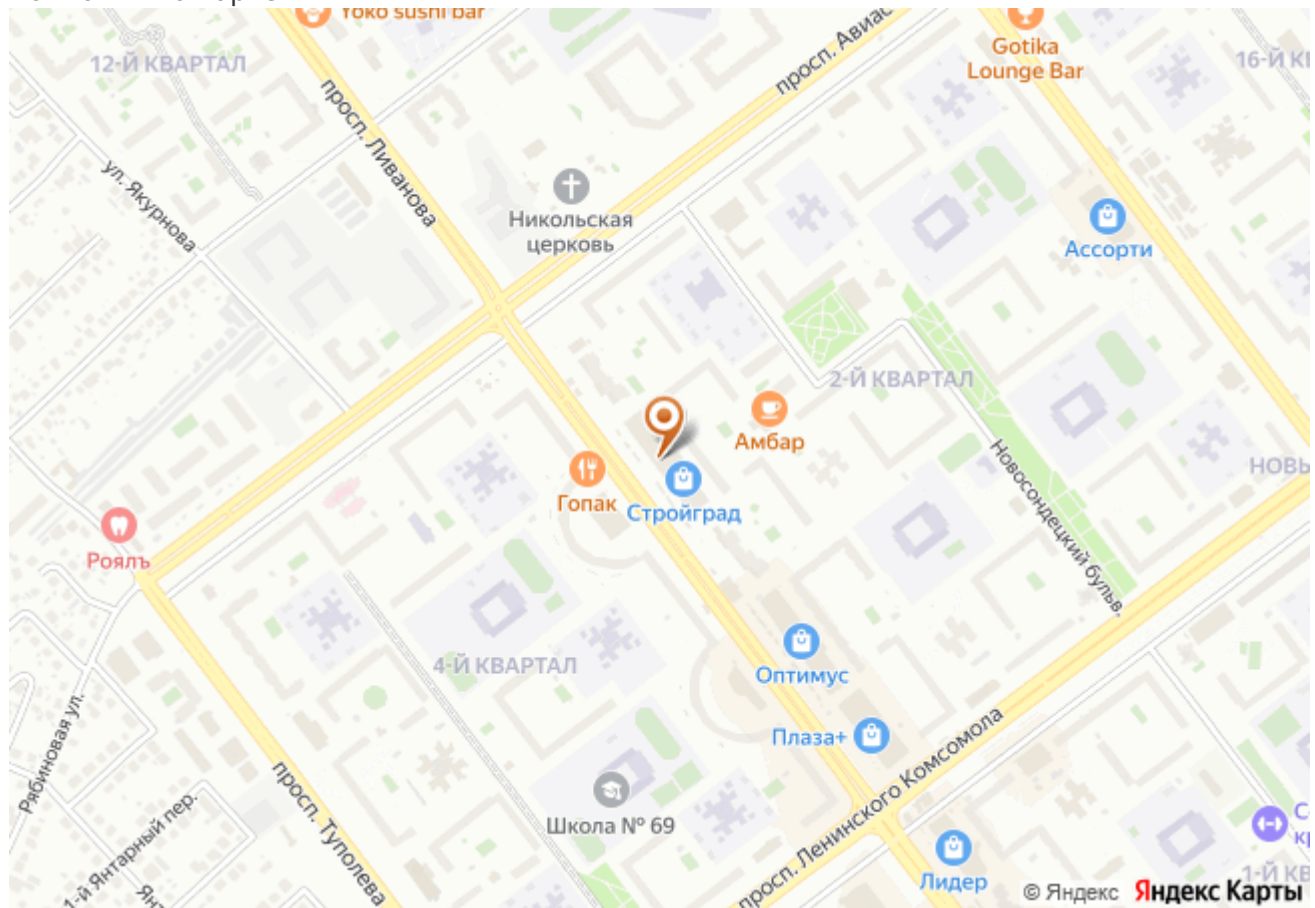 Yoko sushi bar
Gotika
Lounge Bar
12-Й КВАРТАЛ
просп. Авиас
16-Й К
просп. Ливанова
ул. Якурнова
Никольская
церковь
Ассорти
2-Й КВАРТАЛ
Амбар
Новосондецкий бульв.
НОВЫ
Гопак
Стройград
Роялъ
4-Й КВАРТАЛ
Оптимус
Плаза+
Рябиновая ул.
просп. Туполева
1-й Янтарный пер.
Школа № 69
просп. Ленинского Комсомола
Лидер
1-Й КВ
© Яндекс Яндекс Карты